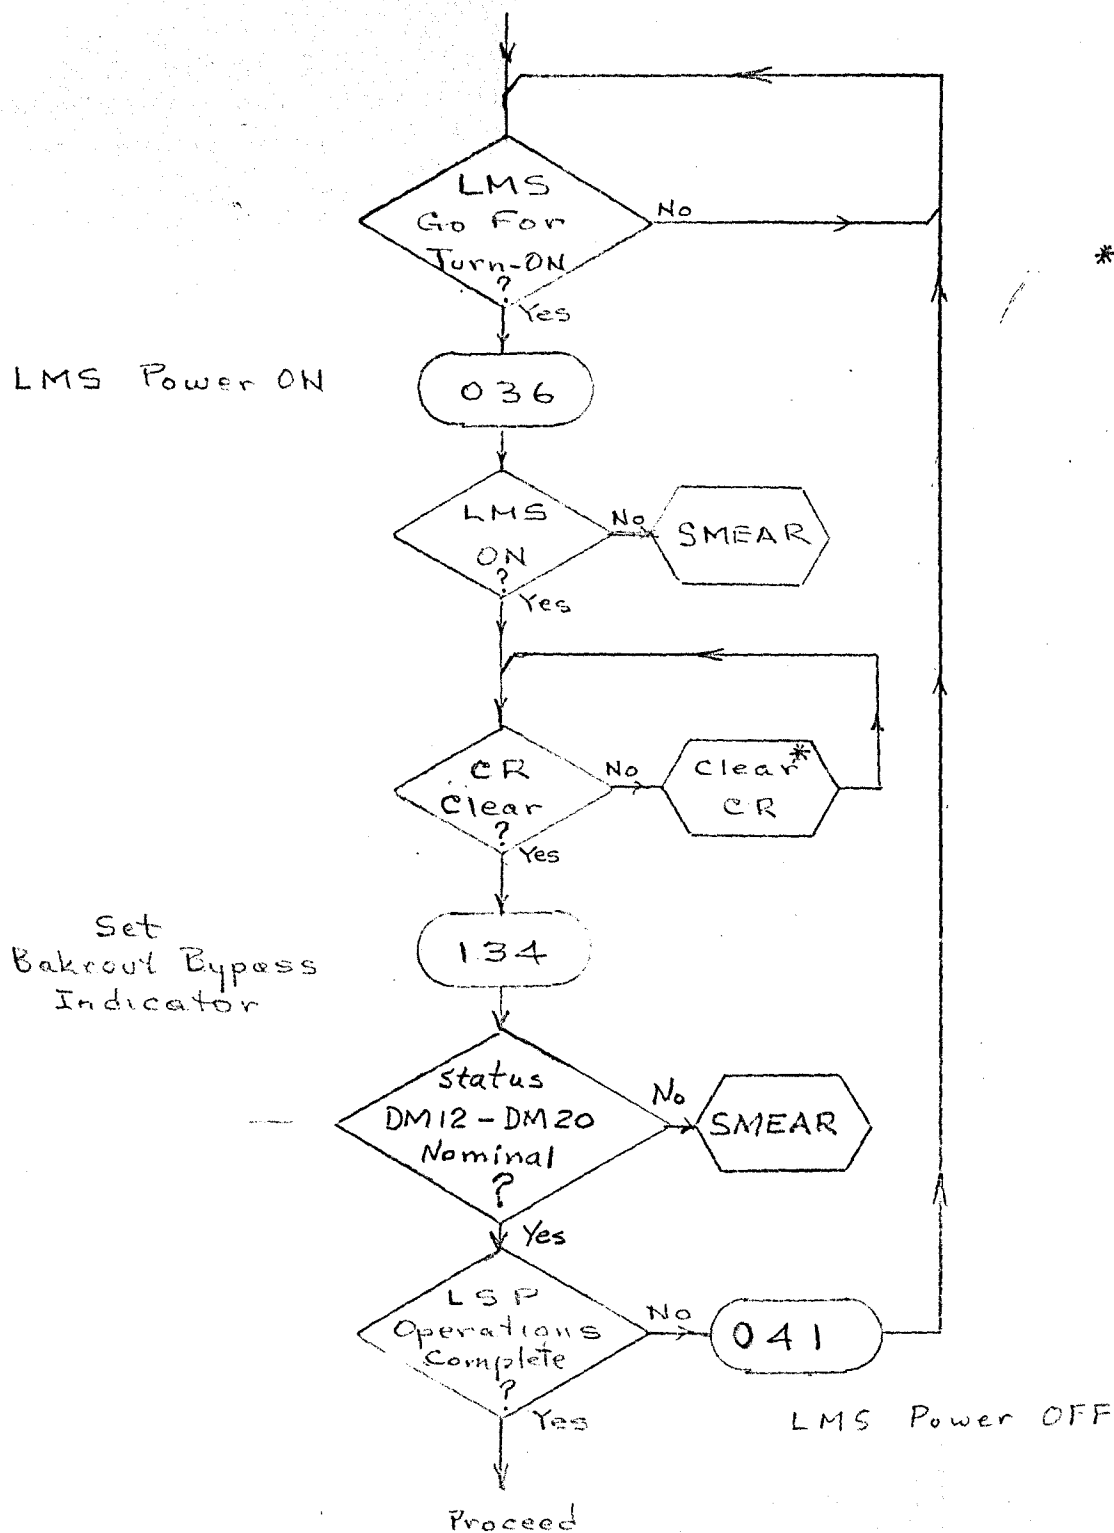 LMS
Go For
No
Turn-ON
*
?
Yes
LMS Power ON
036
LMS
No
SMEAR
ON
?
Yes
CR
No
Clear*
Clear
CR
?
Yes
Set
134
Bakeout Bypass
Indicator
Status
No
DM12-DM20
SMEAR
Nominal
?
Yes
LSP
No
Operations
041
Complete
?
Yes
LMS Power OFF
Proceed